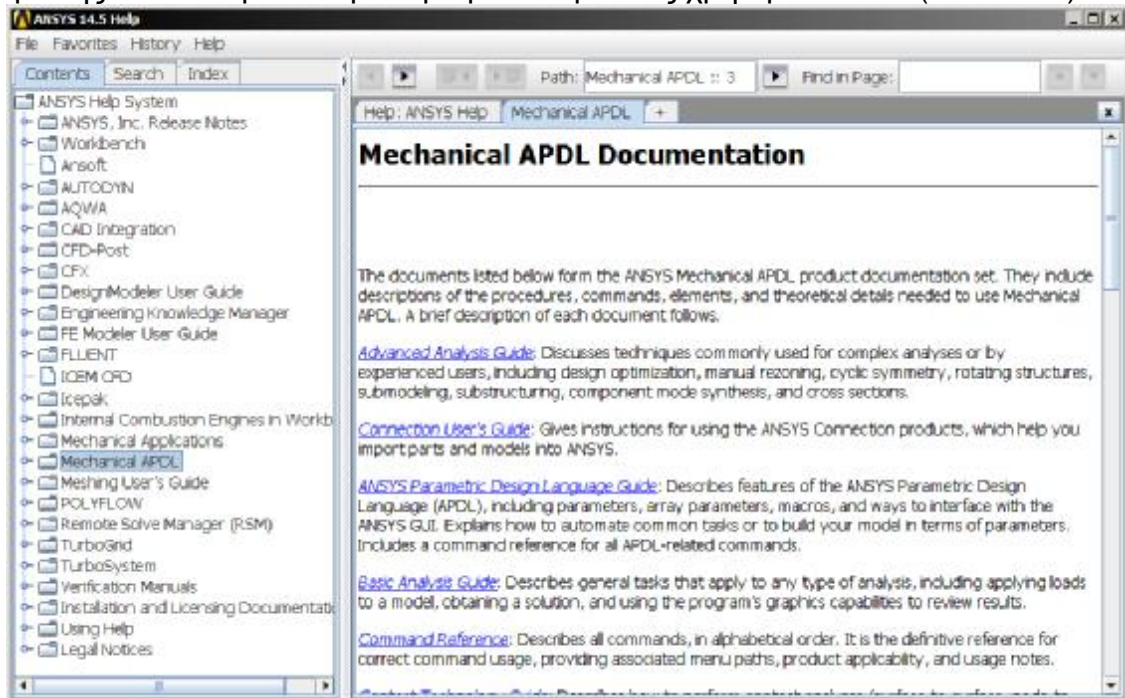 ANSYS 14.5 Help
File Favorites History Help
Contents Search Index
ANSYS Help System
ANSYS, Inc. Release Notes
Workbench
Ansoft
AUTODYN
AQWA
CAD Integration
CFD-Post
CFX
DesignModeler User Guide
Engineering Knowledge Manager
FE Modeler User Guide
FLUENT
ICEM CFD
Icepak
Internal Combustion Engines in Workb
Mechanical Applications
Mechanical APDL
Meshing User's Guide
POLYFLOW
Remote Solve Manager (RSM)
TurboGrid
TurboSystem
Verification Manuals
Installation and Licensing Documentati
Using Help
Legal Notices
Path: Mechanical APDL :: 3 Find in Page:
Help: ANSYS Help Mechanical APDL +
Mechanical APDL Documentation
The documents listed below form the ANSYS Mechanical APDL product documentation set. They include
descriptions of the procedures, commands, elements, and theoretical details needed to use Mechanical
APDL. A brief description of each document follows.
Advanced Analysis Guide: Discusses techniques commonly used for complex analyses or by
experienced users, including design optimization, manual rezoning, cyclic symmetry, rotating structures,
submodeling, substructuring, component mode synthesis, and cross sections.
Connection User's Guide: Gives instructions for using the ANSYS Connection products, which help you
import parts and models into ANSYS.
ANSYS Parametric Design Language Guide: Describes features of the ANSYS Parametric Design
Language (APDL), including parameters, array parameters, macros, and ways to interface with the
ANSYS GUI. Explains how to automate common tasks or to build your model in terms of parameters.
Includes a command reference for all APDL-related commands.
Basic Analysis Guide: Describes general tasks that apply to any type of analysis, including applying loads
to a model, obtaining a solution, and using the program's graphics capabilities to review results.
Command Reference: Describes all commands, in alphabetical order. It is the definitive reference for
correct command usage, providing associated menu paths, product applicability, and usage notes.